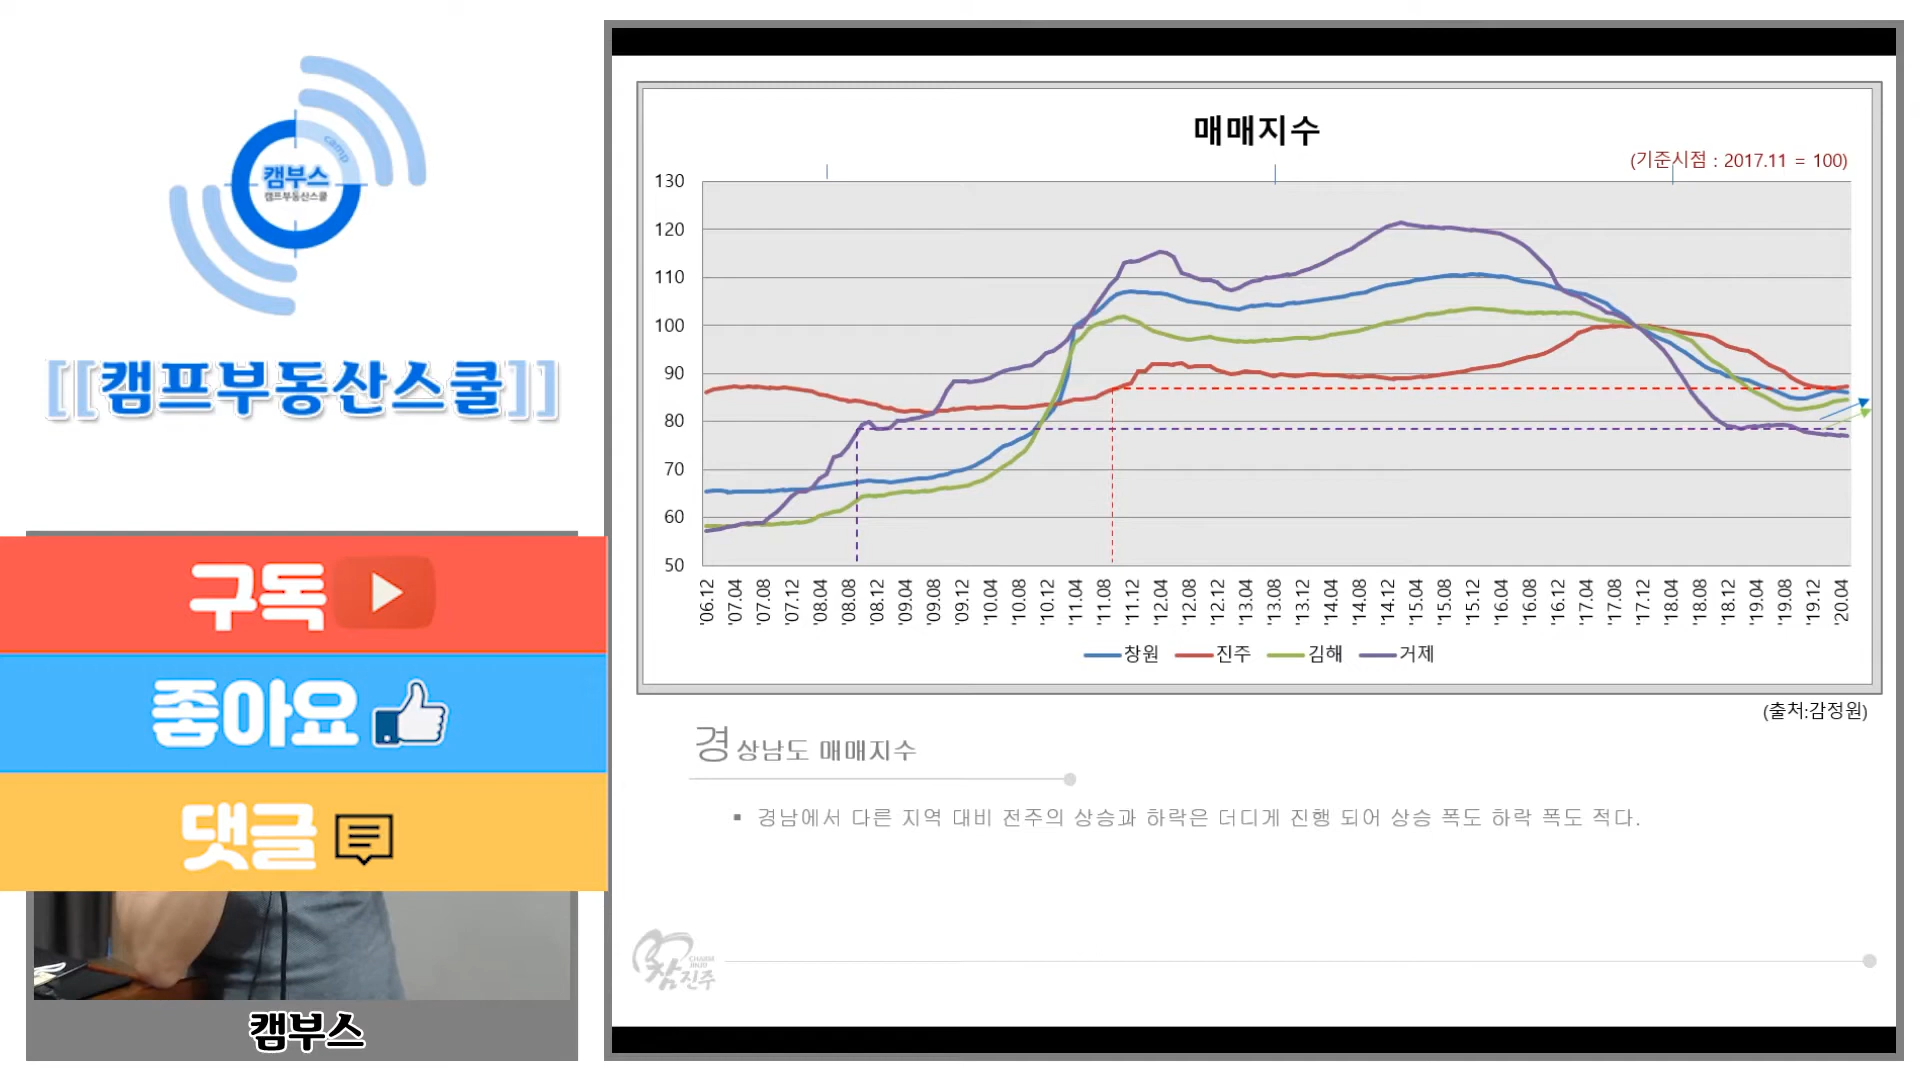 camp
캠부스
캠프부동산스쿨
[[캠프부동산스쿨]]
구독
좋아요
댓글
캠부스
매매지수
(기준시점 : 2017.11 = 100)
130
120
110
100
90
80
70
60
50
'06.12 '07.04 '07.08 '07.12 '08.04 '08.08 '08.12 '09.04 '09.08 '09.12 '10.04 '10.08 '10.12 '11.04 '11.08 '11.12 '12.04 '12.08 '12.12 '13.04 '13.08 '13.12 '14.04 '14.08 '14.12 '15.04 '15.08 '15.12 '16.04 '16.08 '16.12 '17.04 '17.08 '17.12 '18.04 '18.08 '18.12 '19.04 '19.08 '19.12 '20.04
창원 진주 김해 거제
(출처:감정원)
경상남도 매매지수
▪ 경남에서 다른 지역 대비 전주의 상승과 하락은 더디게 진행 되어 상승 폭도 하락 폭도 적다.
CHARM
JINJU
참진주